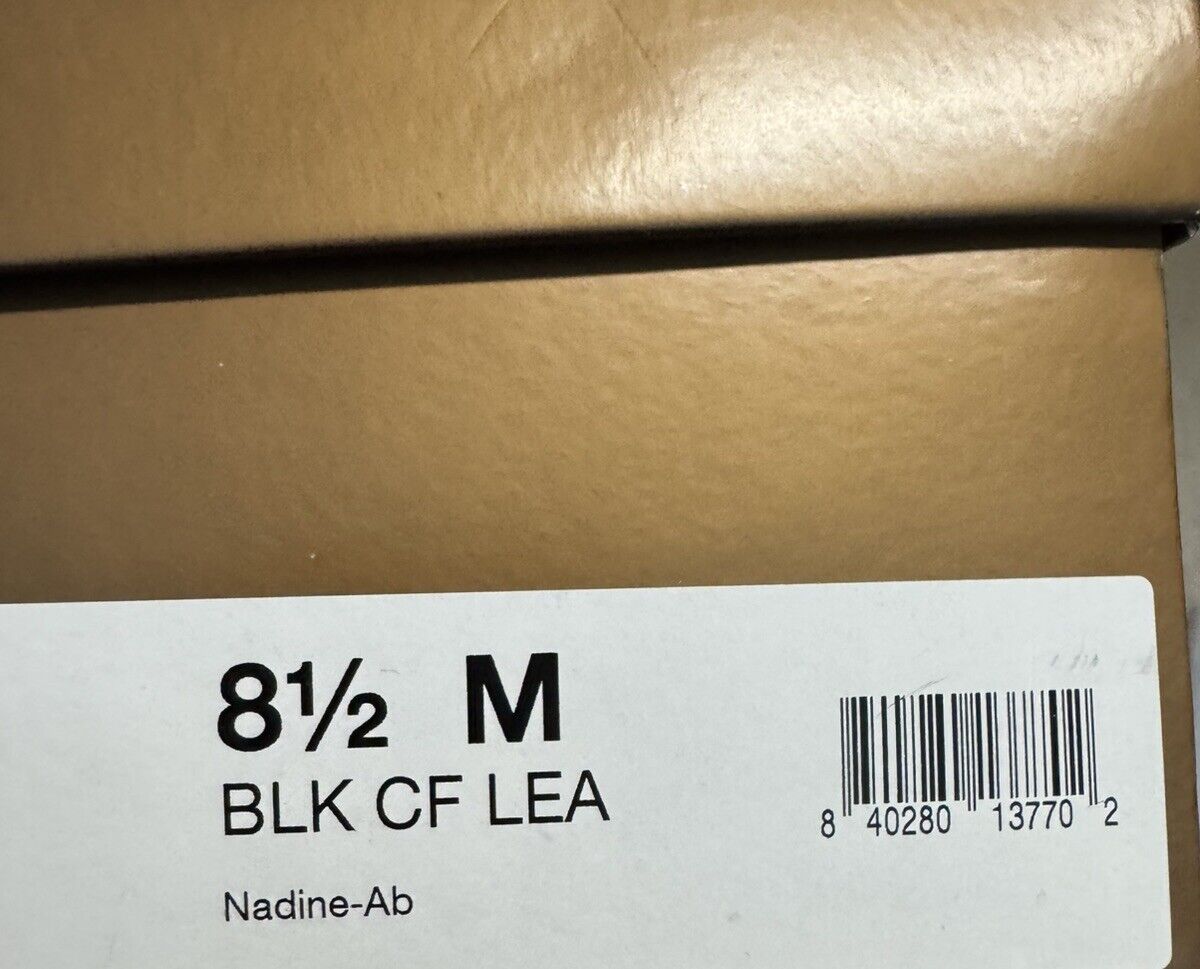 8½ M
BLK CF LEA
Nadine-Ab
8 40280 13770 2